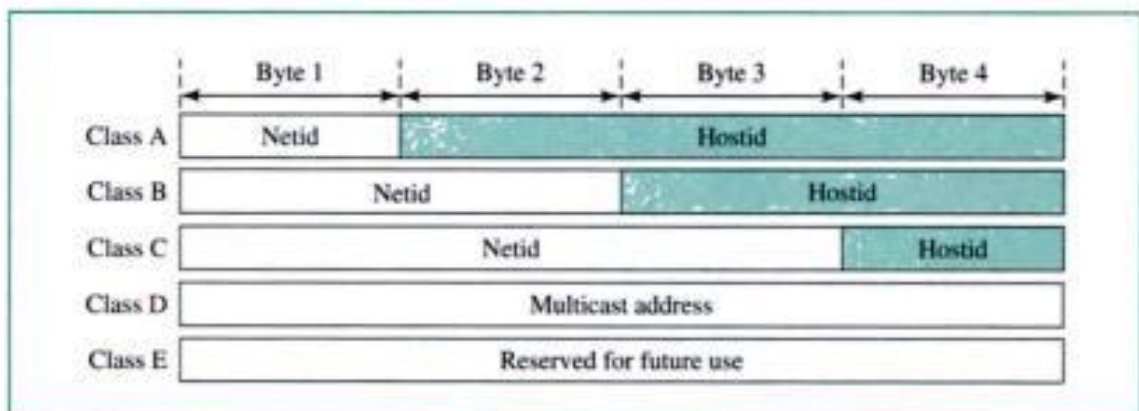 Byte 1 Byte 2 Byte 3 Byte 4
Class A Netid Hostid
Class B Netid Hostid
Class C Netid Hostid
Class D Multicast address
Class E Reserved for future use